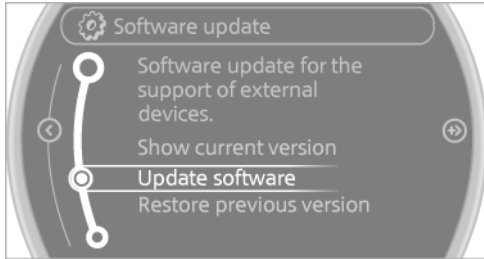 Software update
Software update for the
support of external
devices.
Show current version
Update software
Restore previous version